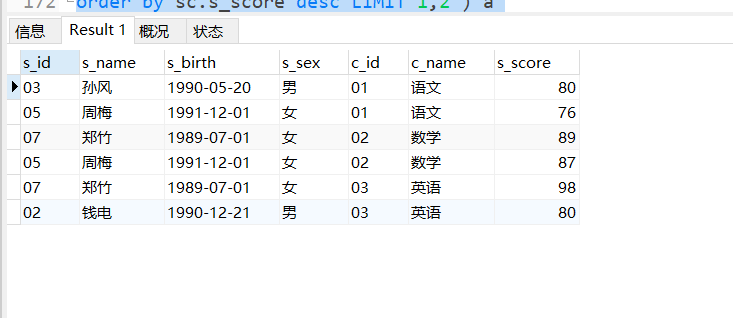 172 order by sc.s_score desc LIMIT 1,2 ) a
信息 Result 1 概况 状态
s_id s_name s_birth s_sex c_id c_name s_score
03 孙风 1990-05-20 男 01 语文 80
05 周梅 1991-12-01 女 01 语文 76
07 郑竹 1989-07-01 女 02 数学 89
05 周梅 1991-12-01 女 02 数学 87
07 郑竹 1989-07-01 女 03 英语 98
02 钱电 1990-12-21 男 03 英语 80